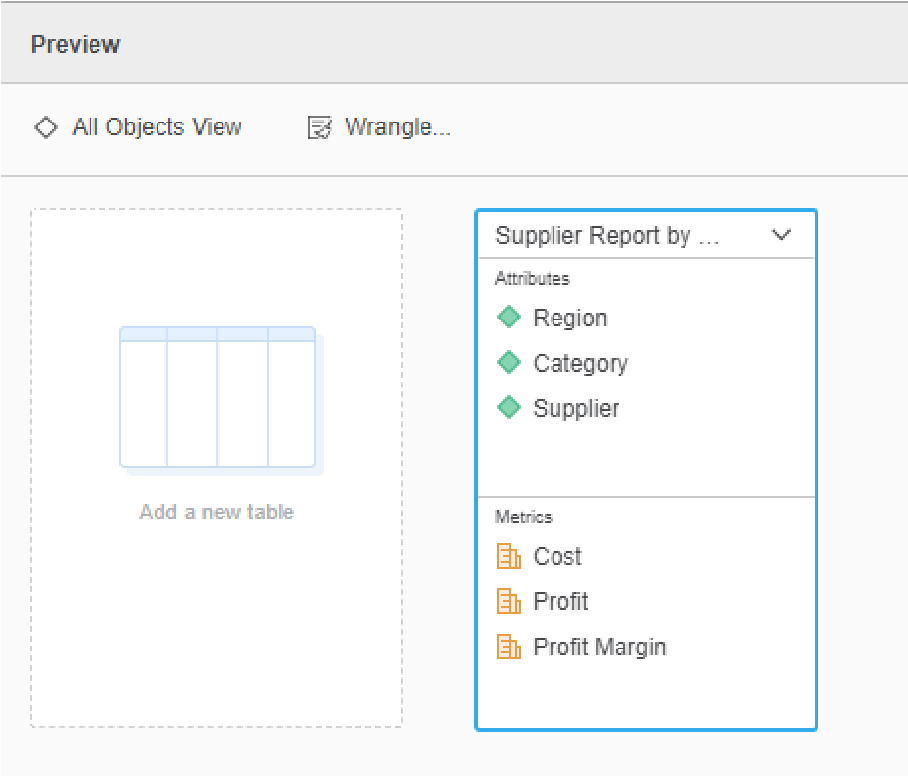 Preview
All Objects View
Wrangle...
Add a new table
Supplier Report by ...
Attributes
Region
Category
Supplier
Metrics
Cost
Profit
Profit Margin